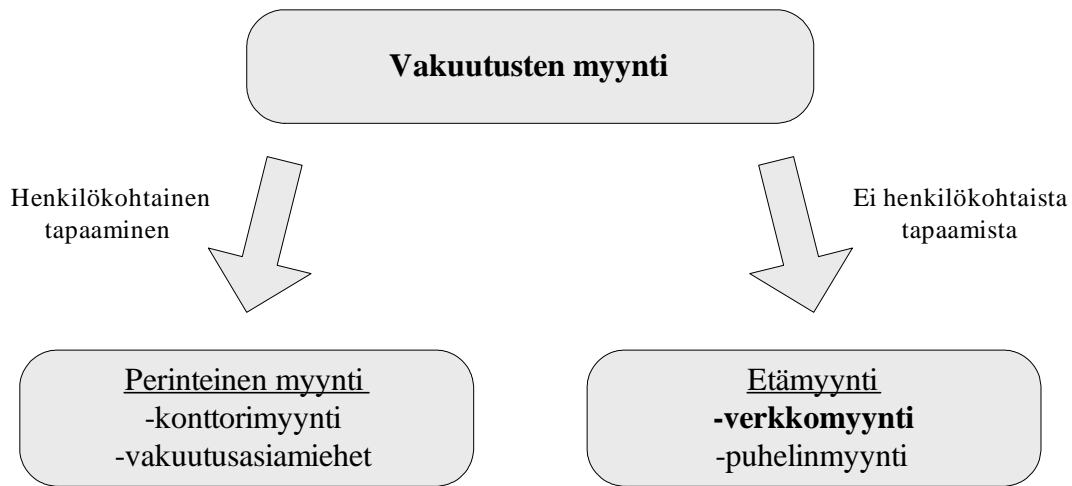 Vakuutusten myynti
Henkilökohtainen
tapaaminen
Ei henkilökohtaista
tapaamista
Perinteinen myynti
-konttorimyynti
-vakuutusasiamiehet
Etämyynti
-verkkomyynti
-puhelinmyynti